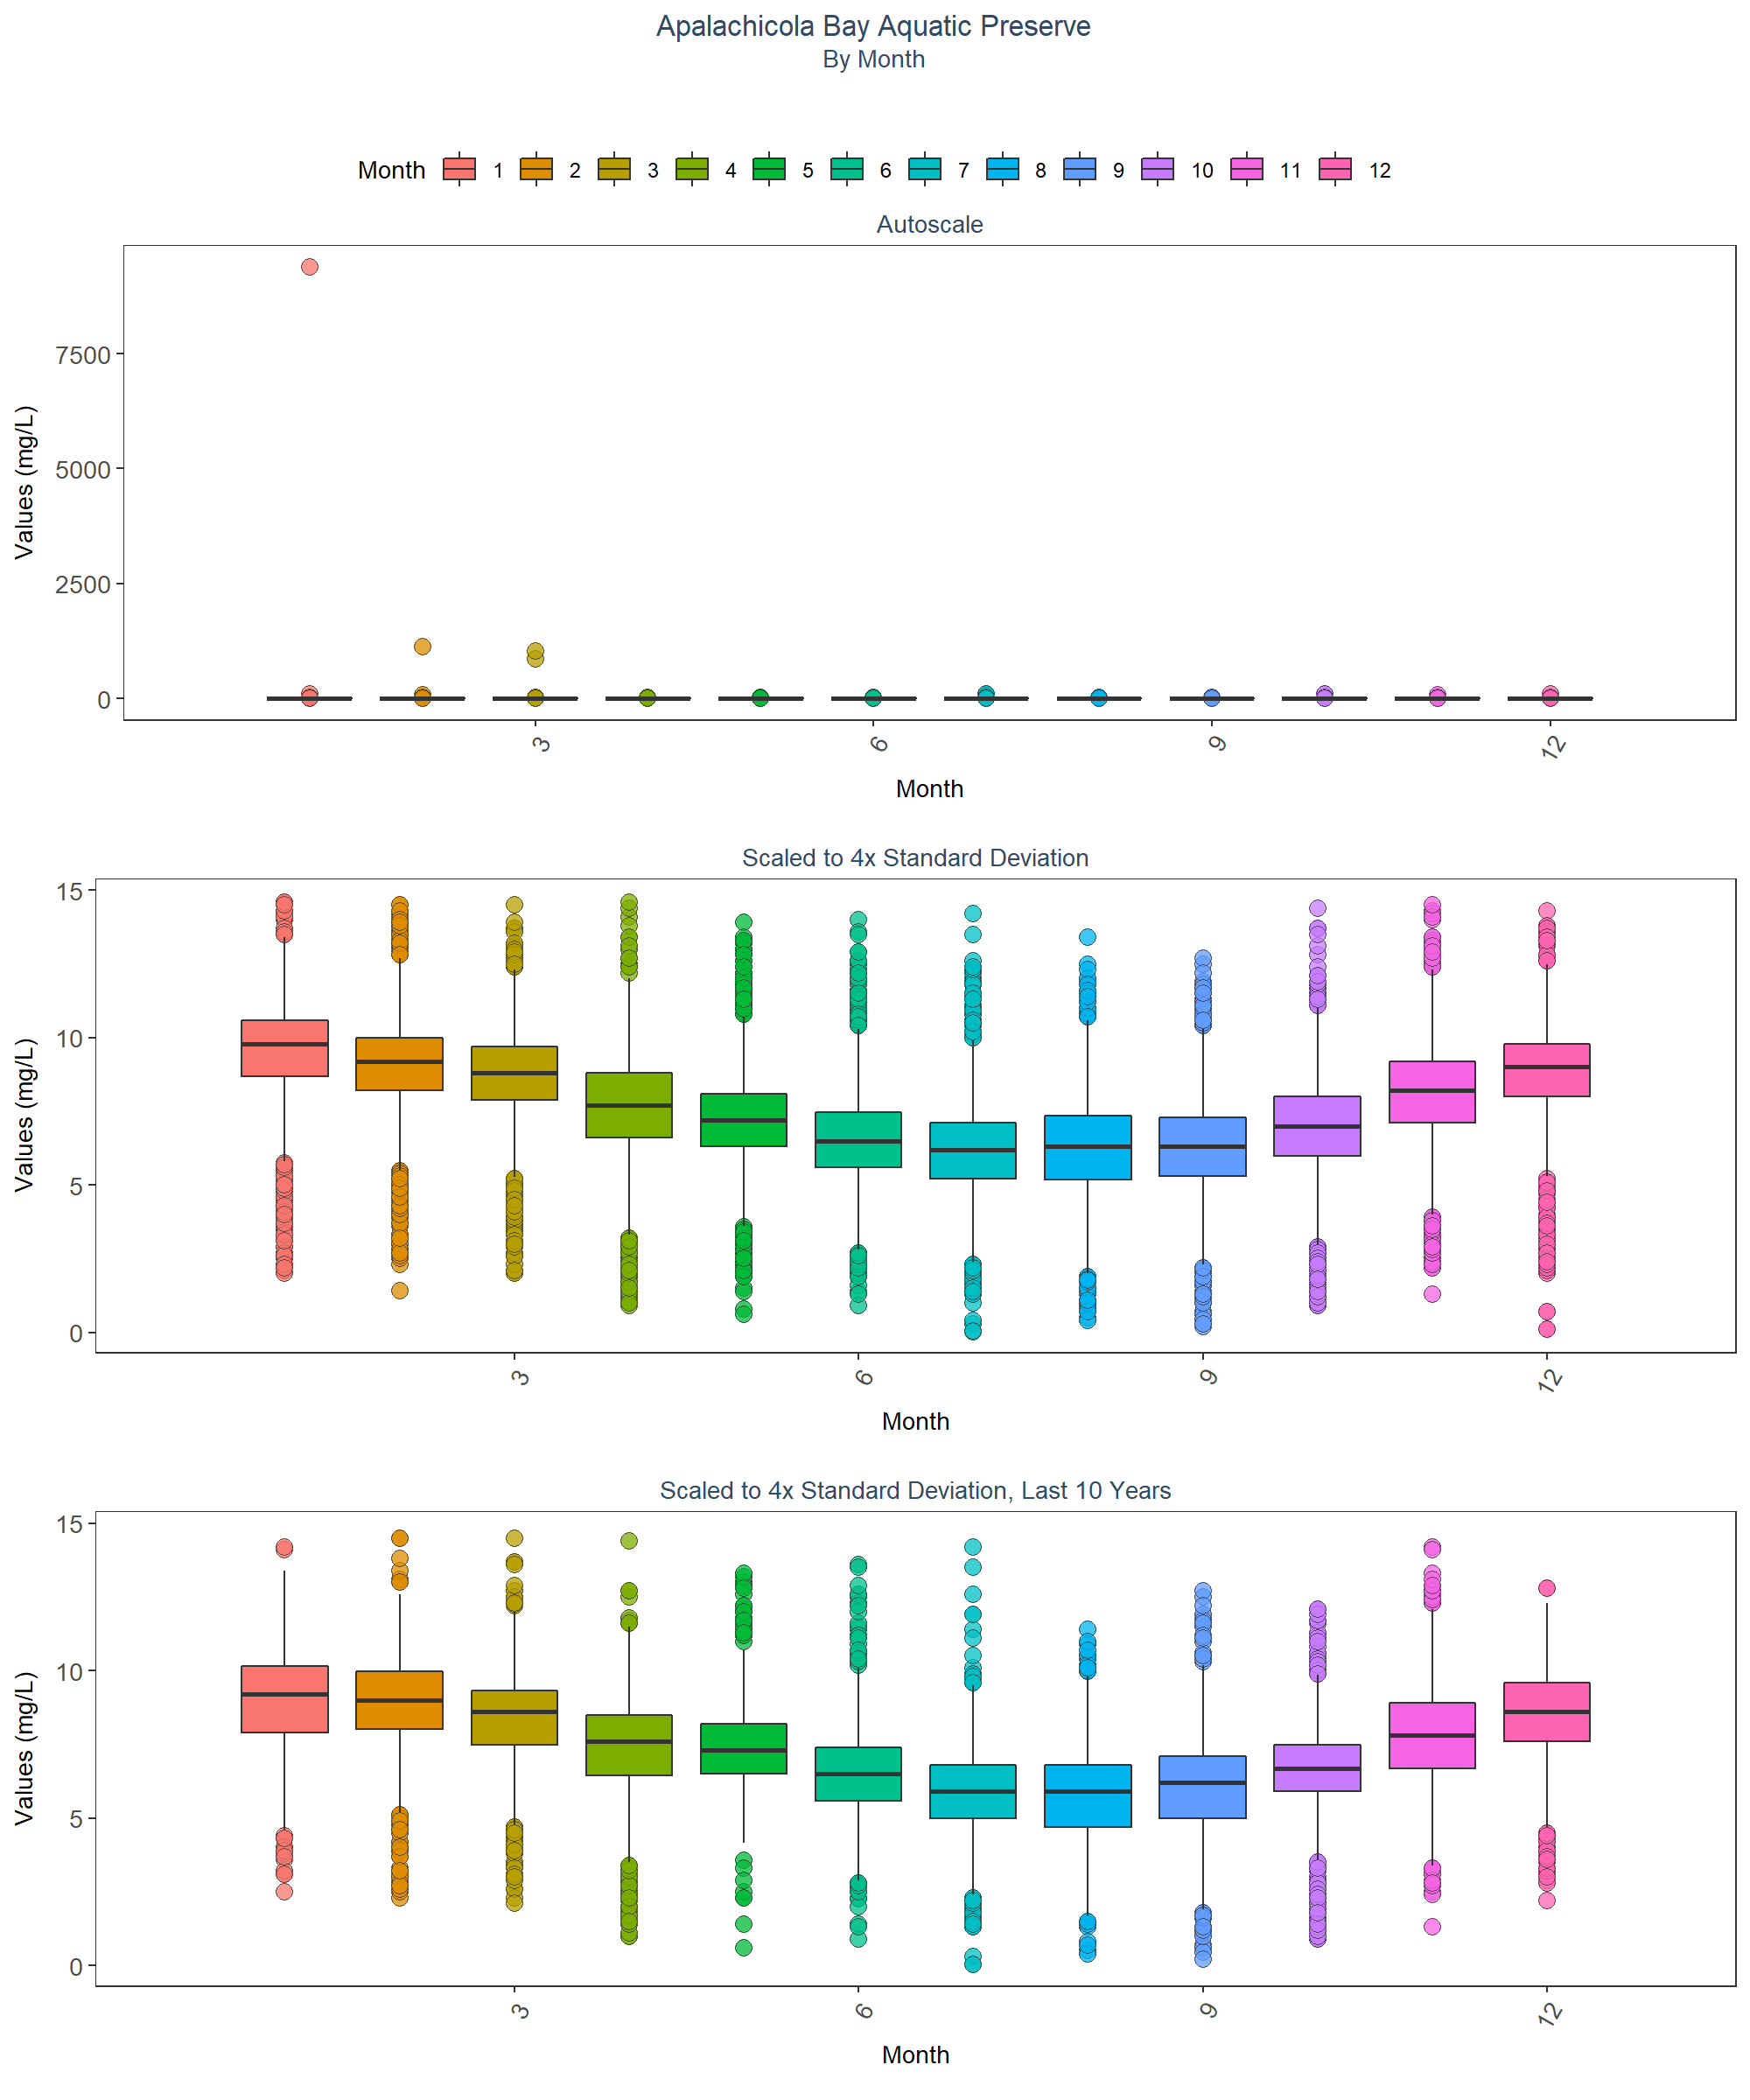 Apalachicola Bay Aquatic Preserve
By Month
Month 1 2 3 4 5 6 7 8 9 10 11 12
Autoscale
Values (mg/L)
7500
5000
2500
0
3 6 9 12
Month
Scaled to 4x Standard Deviation
Values (mg/L)
15
10
5
0
3 6 9 12
Month
Scaled to 4x Standard Deviation, Last 10 Years
Values (mg/L)
15
10
5
0
3 6 9 12
Month